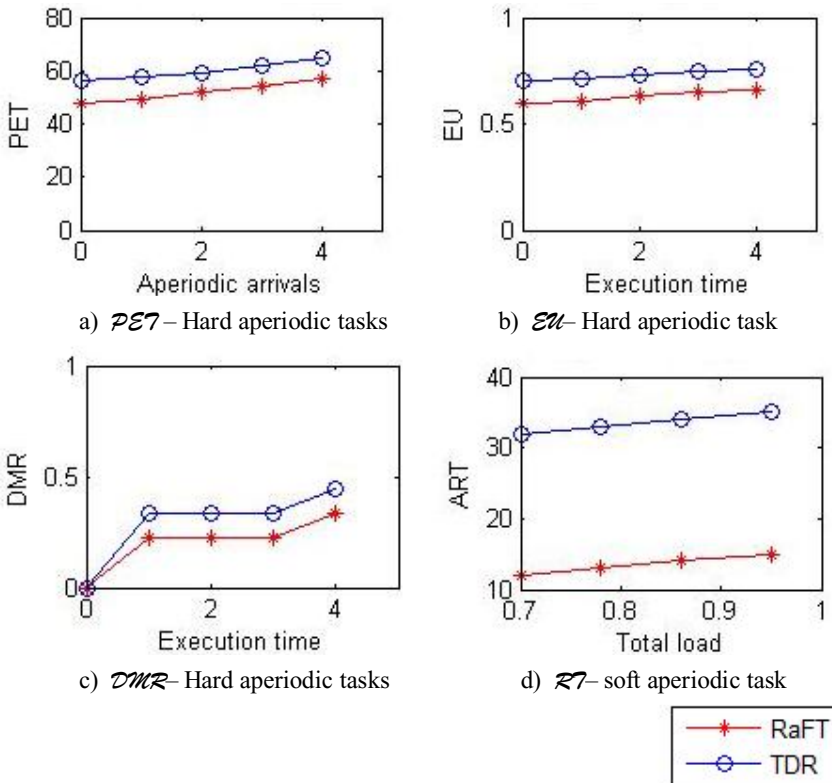 80
60
40
20
0
PET
0
2
4
Aperiodic arrivals
a) PET – Hard aperiodic tasks
1
0.5
0
EU
0
2
4
Execution time
b) EU– Hard aperiodic task
1
0.5
0
DMR
0
2
4
Execution time
c) DMR– Hard aperiodic tasks
40
30
20
10
ART
0.7
0.8
0.9
1
Total load
d) RT– soft aperiodic task
RaFT
TDR